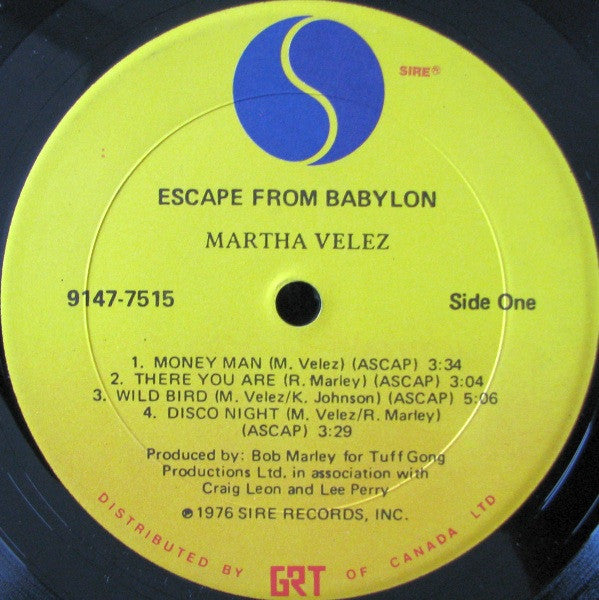 SIRE®
ESCAPE FROM BABYLON
MARTHA VELEZ
9147-7515
Side One
1. MONEY MAN (M. Velez) (ASCAP) 3:34
2. THERE YOU ARE (R. Marley) (ASCAP) 3:04
3. WILD BIRD (M. Velez/K. Johnson) (ASCAP) 5:06
4. DISCO NIGHT (M. Velez/R. Marley)
(ASCAP) 3:29
Produced by: Bob Marley for Tuff Gong
Productions Ltd. in association with
Craig Leon and Lee Perry
℗1976 SIRE RECORDS, INC.
DISTRIBUTED BY GRT OF CANADA LTD